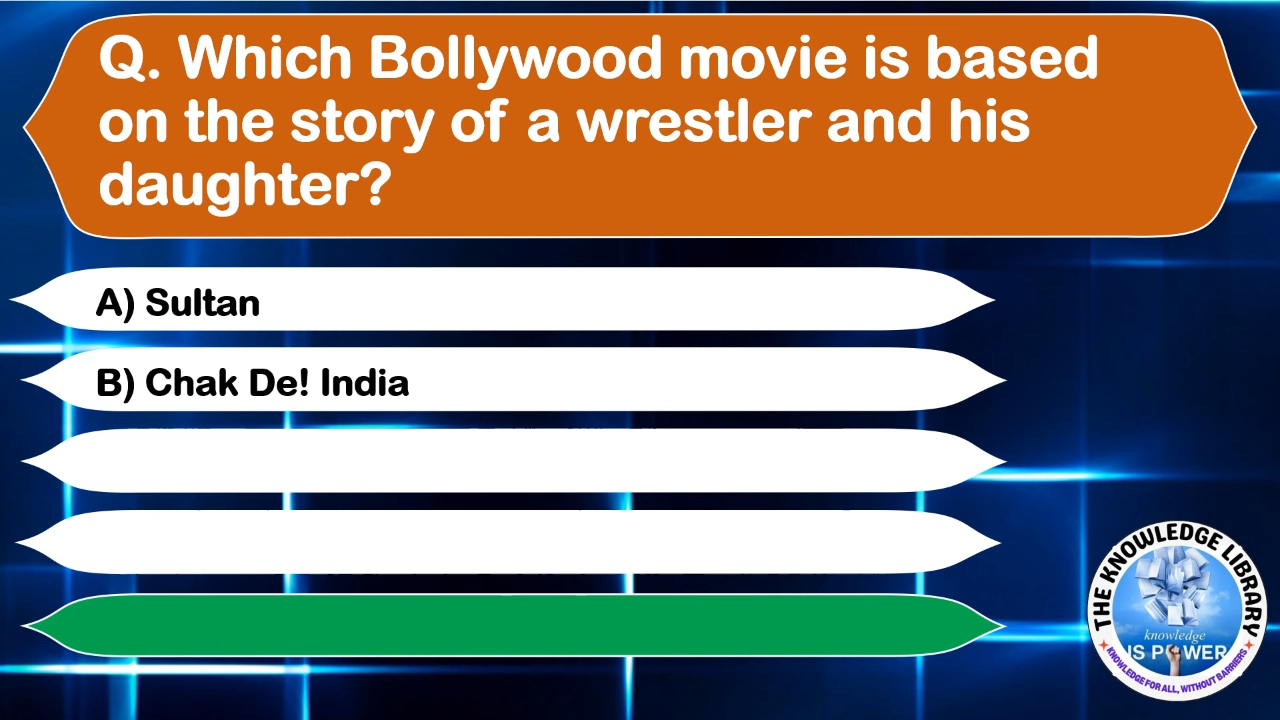 Q. Which Bollywood movie is based
on the story of a wrestler and his
daughter?
A) Sultan
B) Chak De! India
THE KNOWLEDGE LIBRARY
knowledge
IS POWER
KNOWLEDGE FOR ALL, WITHOUT BARRIERS